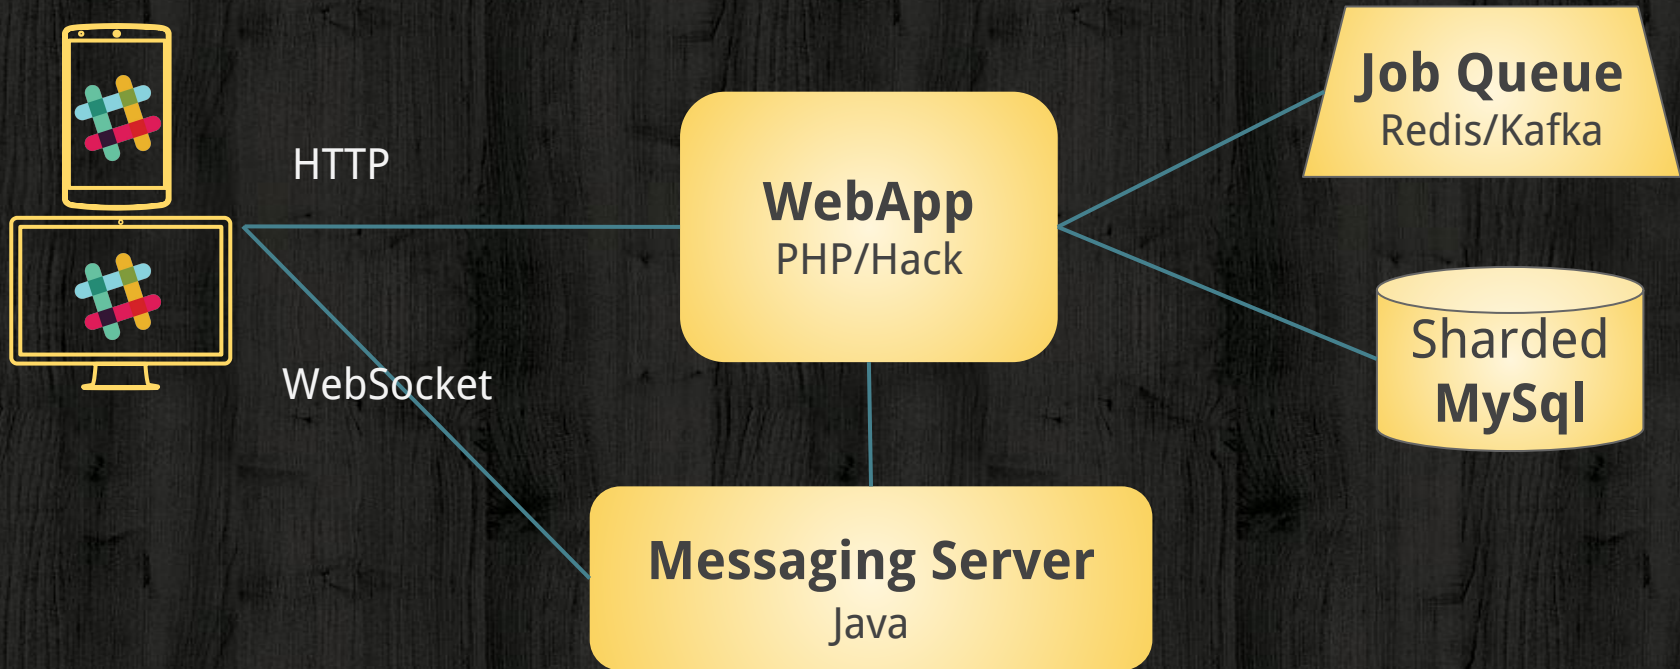 HTTP
WebSocket
WebApp
PHP/Hack
Messaging Server
Java
Job Queue
Redis/Kafka
Sharded
MySql